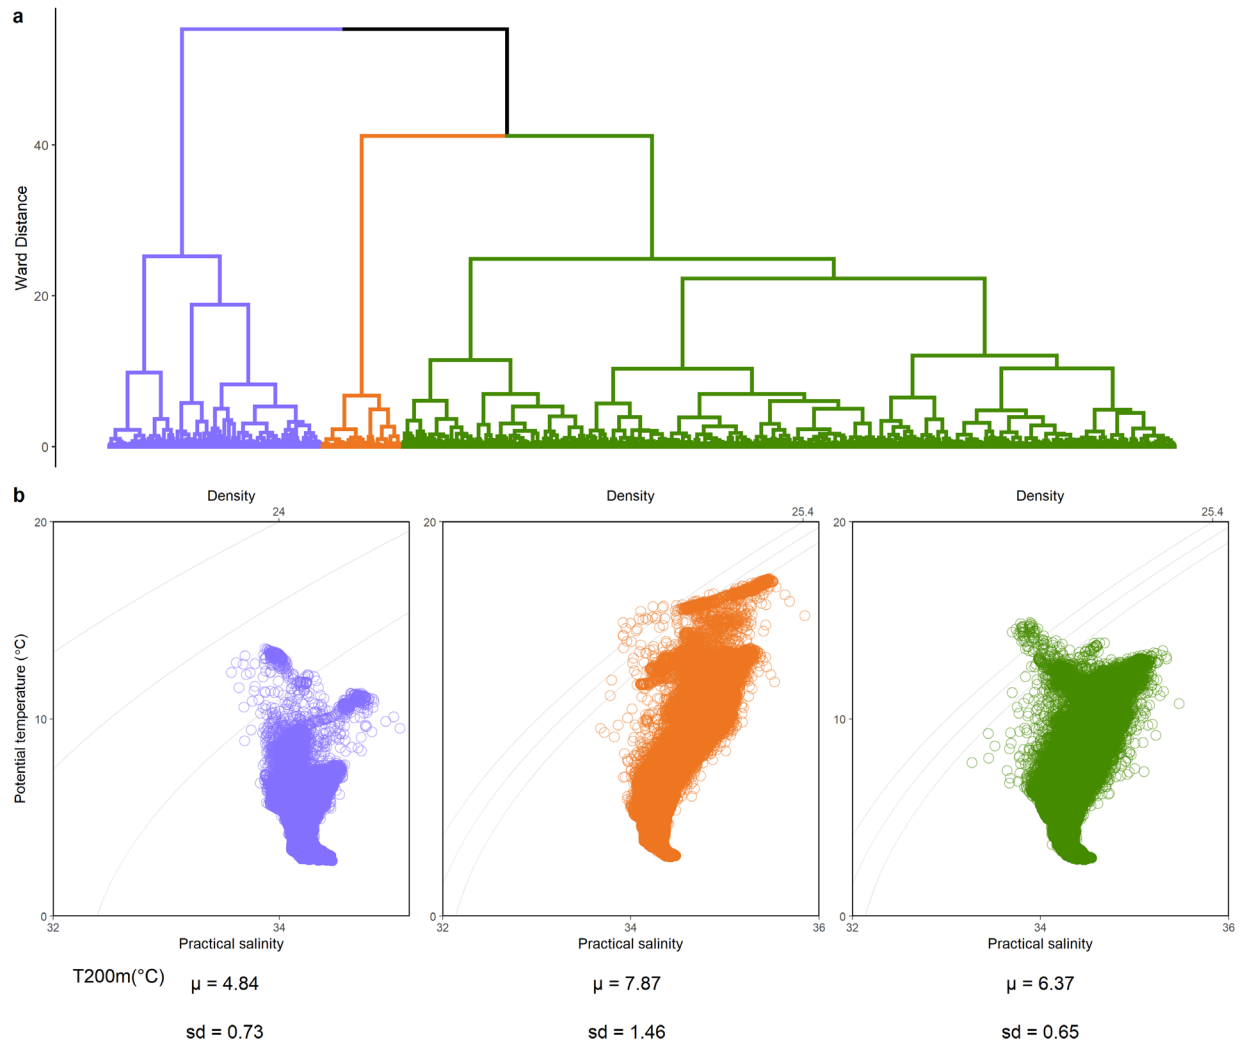 a
Ward Distance
40
20
0
b
Density
Density
Density
24
25.4
25.4
Potential temperature (°C)
20
10
0
20
10
0
20
10
0
32
34
32
34
36
32
34
36
Practical salinity
Practical salinity
Practical salinity
T200m(°C)
μ = 4.84
μ = 7.87
μ = 6.37
sd = 0.73
sd = 1.46
sd = 0.65